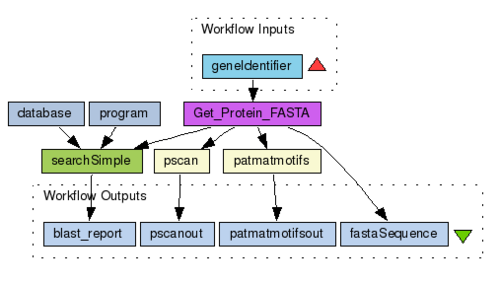 Workflow Inputs
geneIdentifier
database
program
Get_Protein_FASTA
searchSimple
pscan
patmatmotifs
Workflow Outputs
blast_report
pscanout
patmatmotifsout
fastaSequence